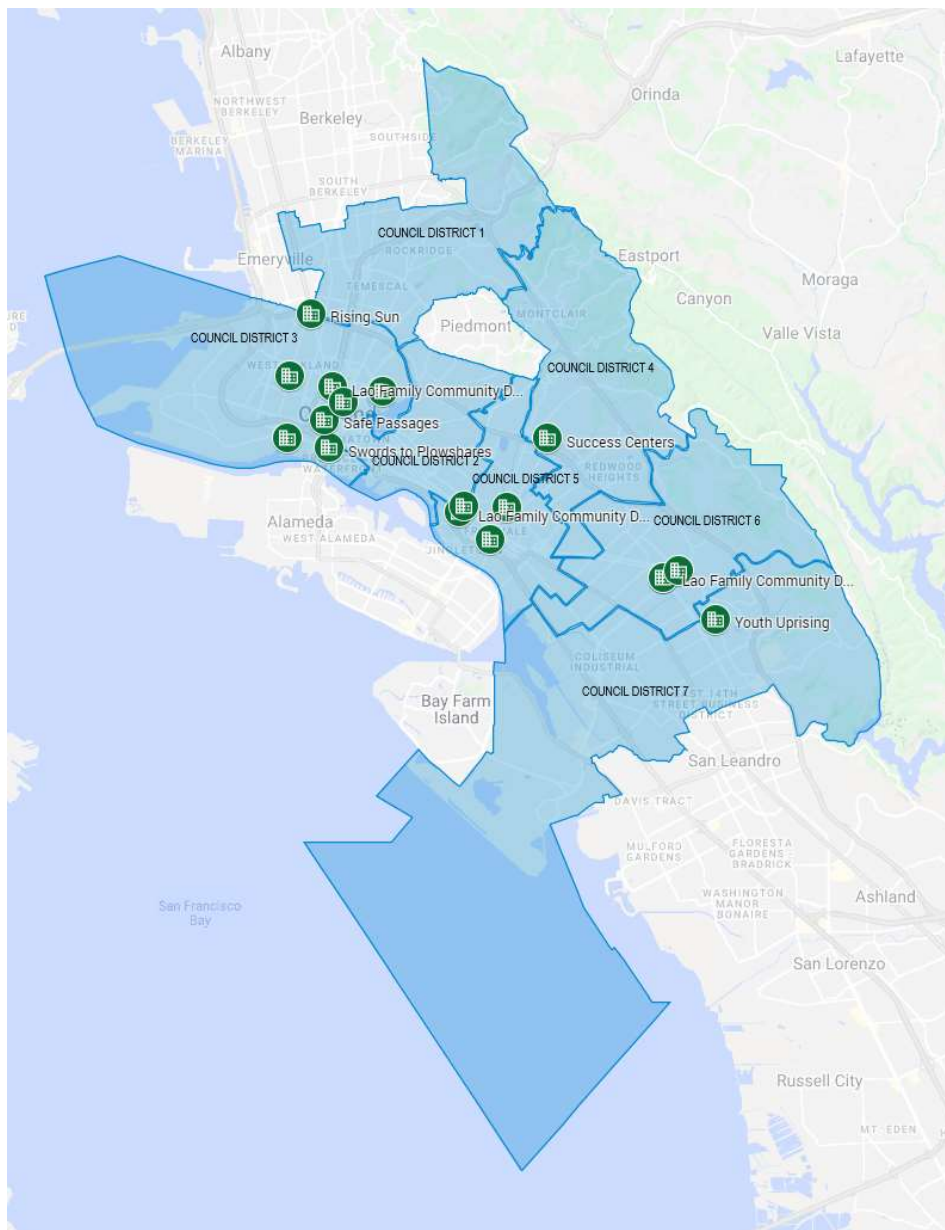 Albany
Lafayette
Orinda
NORTHWEST
BERKELEY
Berkeley
BERKELEY
MARINA
SOUTHSIDE
SOUTH
BERKELEY
COUNCIL DISTRICT 1
ROCKRIDGE
Emeryville
Eastport
Moraga
TEMESCAL
Canyon
MONTCLAIR
Rising Sun
Piedmont
Valle Vista
COUNCIL DISTRICT 3
COUNCIL DISTRICT 4
Lao Family Community D...
Safe Passages
Swords to Plowshares
Success Centers
COUNCIL DISTRICT 2
REDWOOD
HEIGHTS
COUNCIL DISTRICT 5
Alameda
WEST ALAMEDA
Lao Family Community D...
COUNCIL DISTRICT 6
Lao Family Community D...
Youth Uprising
COLISEUM
INDUSTRIAL
COUNCIL DISTRICT 7
STREET BUSINESS
DISTRICT
Bay Farm
Island
San Leandro
DAVIS TRACT
MULFORD
GARDENS
FLORESTA
GARDENS -
BRADRICK
WASHINGTON
MANOR
BONAIRE
Ashland
San Francisco
Bay
San Lorenzo
Russell City
MT. EDEN